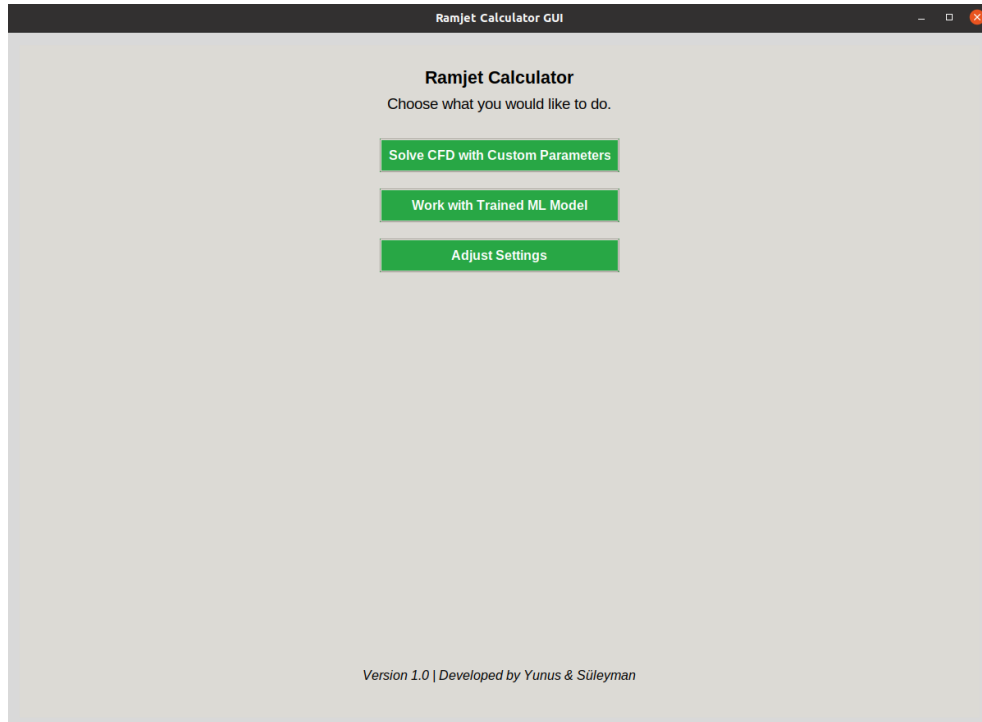 Ramjet Calculator GUI
Ramjet Calculator
Choose what you would like to do.
Solve CFD with Custom Parameters
Work with Trained ML Model
Adjust Settings
Version 1.0 | Developed by Yunus & Süleyman